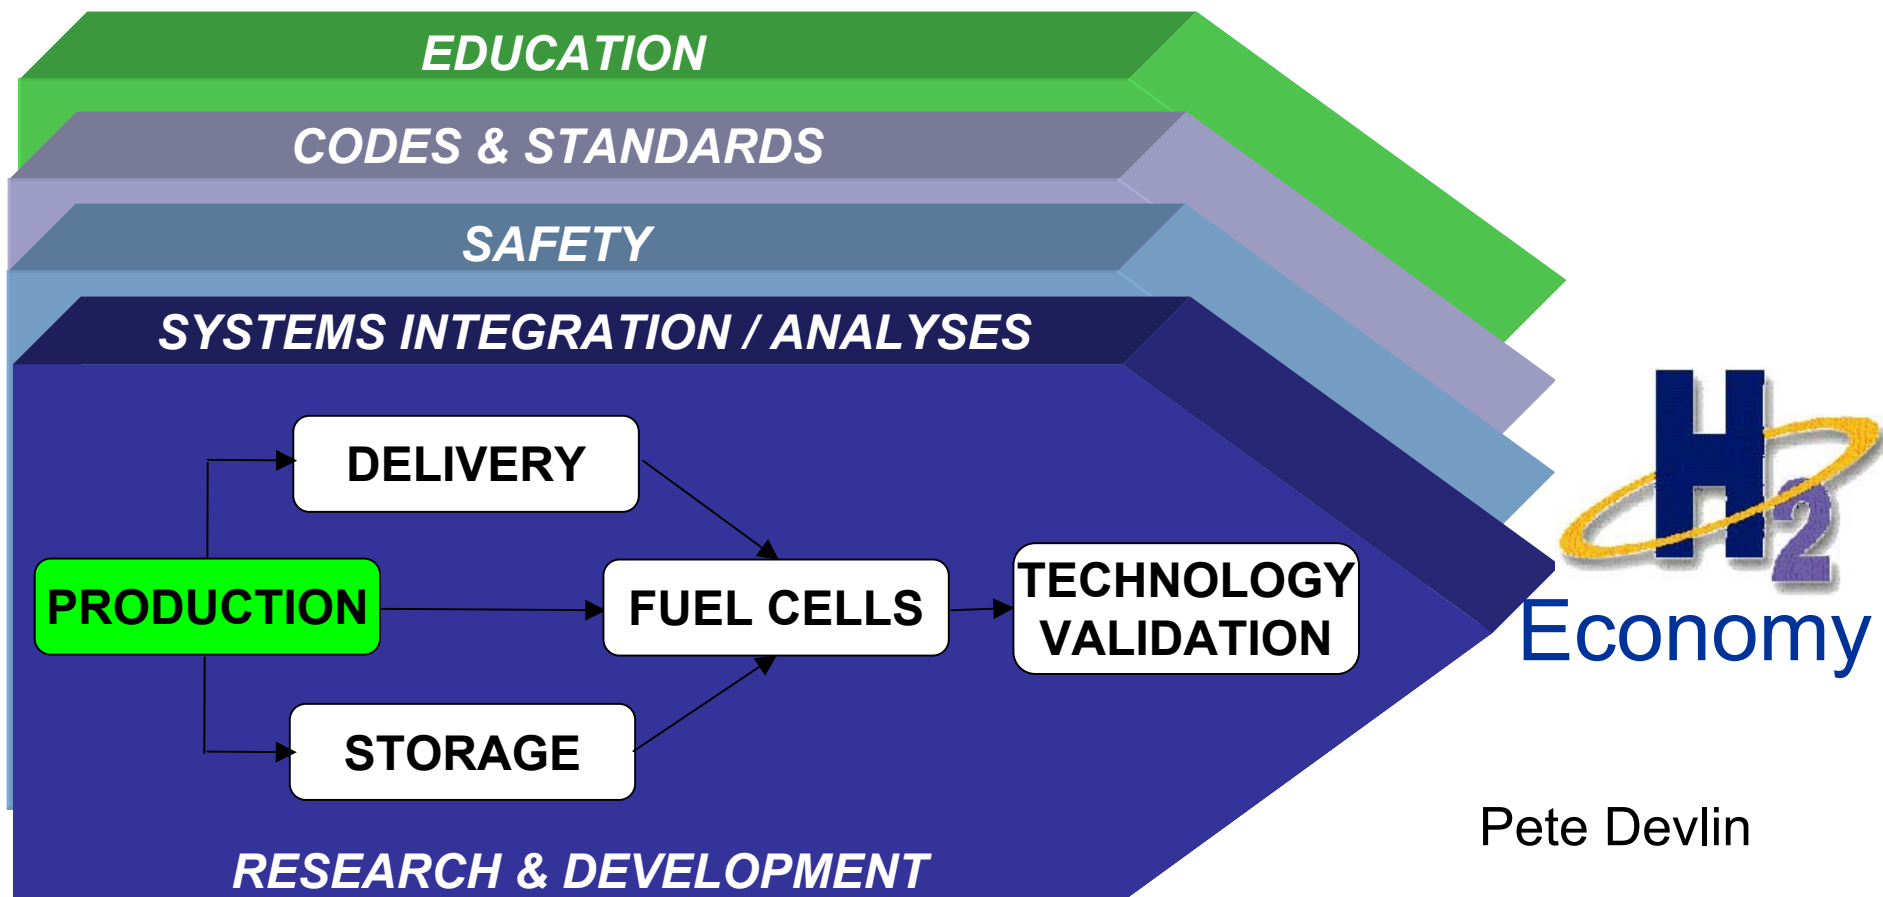 EDUCATION
CODES & STANDARDS
SAFETY
SYSTEMS INTEGRATION / ANALYSES
DELIVERY
PRODUCTION
FUEL CELLS
TECHNOLOGY
VALIDATION
STORAGE
RESEARCH & DEVELOPMENT
H2
Economy
Pete Devlin